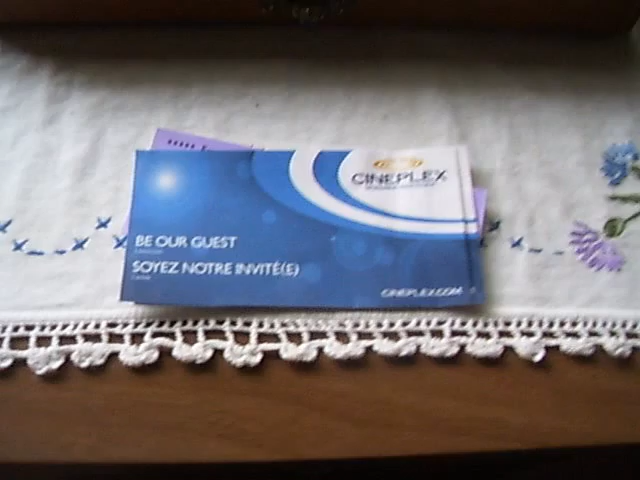 CINEPLEX
BE OUR GUEST
SOYEZ NOTRE INVITÉ(E)
CINEPLEX.COM